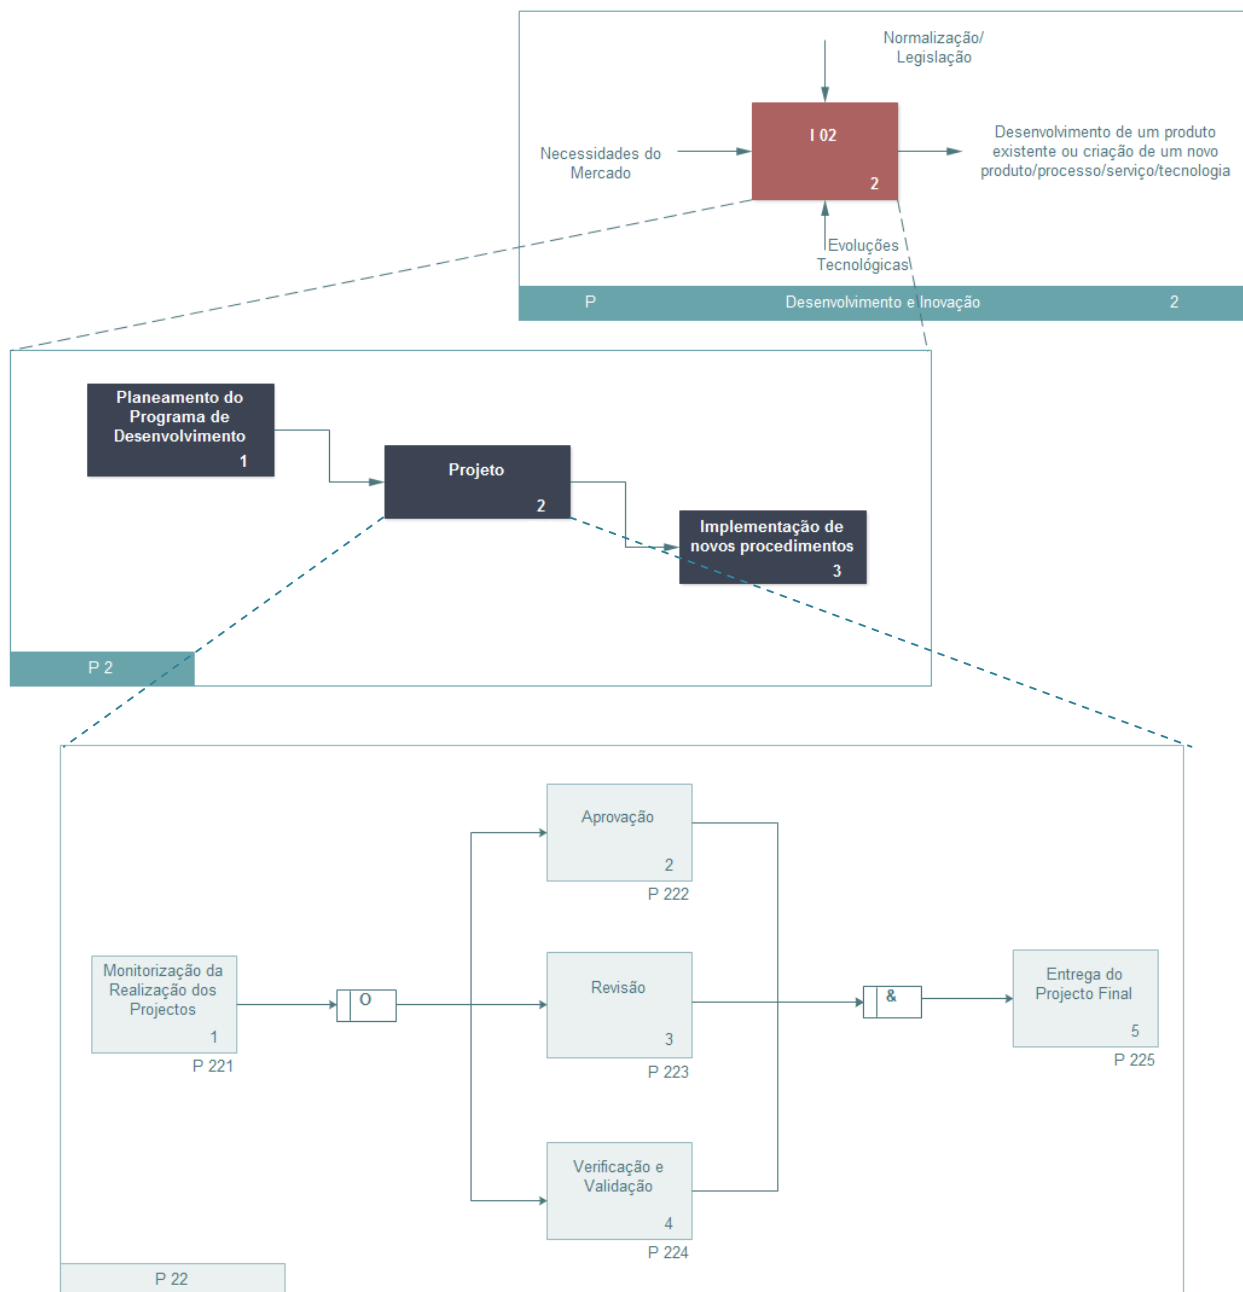 Normalização/
Legislação
I 02
2
Necessidades do
Mercado
Desenvolvimento de um produto
existente ou criação de um novo
produto/processo/serviço/tecnologia
Evoluções
Tecnológicas
P
Desenvolvimento e Inovação
2
Planeamento do
Programa de
Desenvolvimento
1
Projeto
2
Implementação de
novos procedimentos
3
P 2
Aprovação
2
P 222
Monitorização da
Realização dos
Projectos
1
P 221
O
Revisão
3
P 223
&
Entrega do
Projecto Final
5
P 225
Verificação e
Validação
4
P 224
P 22